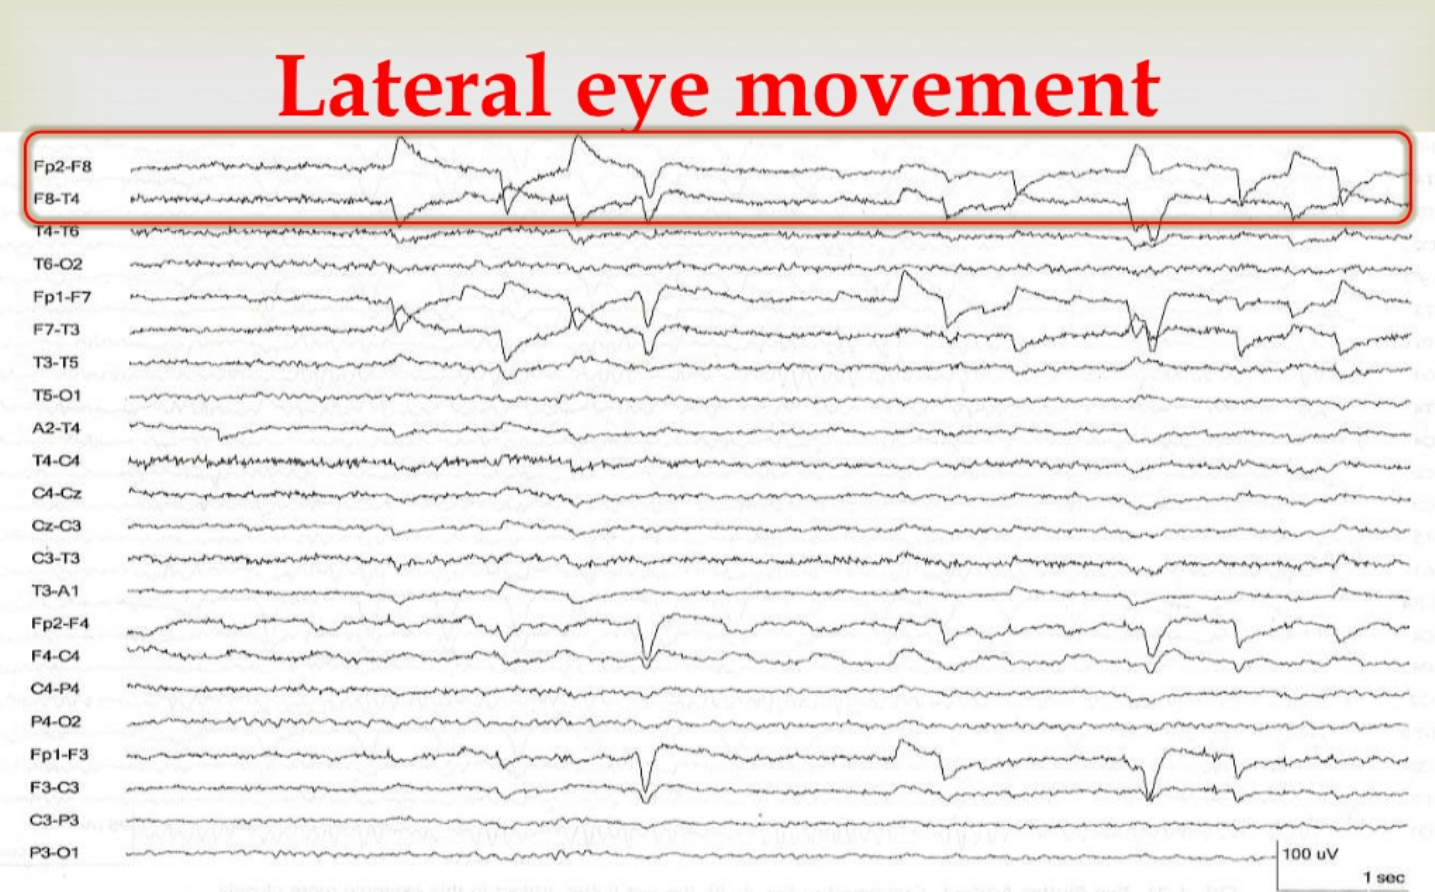 Lateral eye movement
Fp2-F8
F8-T4
T4-T6
T6-O2
Fp1-F7
F7-T3
T3-T5
T5-O1
A2-T4
T4-C4
C4-Cz
Cz-C3
C3-T3
T3-A1
Fp2-F4
F4-C4
C4-P4
P4-O2
Fp1-F3
F3-C3
C3-P3
P3-O1
100 uV
1 sec